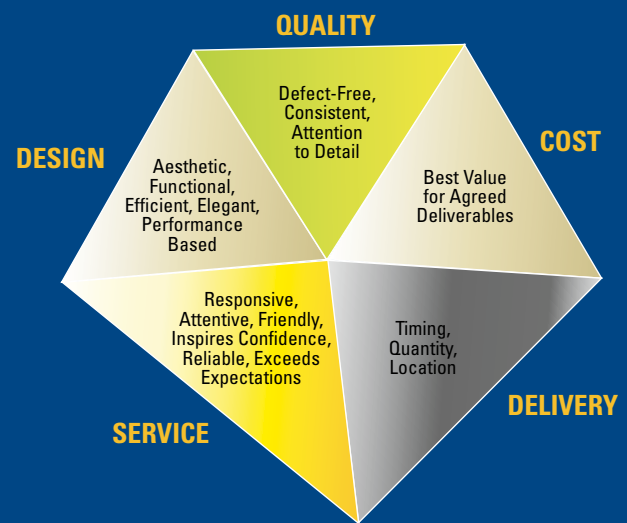 QUALITY
Defect-Free,
Consistent,
Attention
to Detail
COST
Best Value
for Agreed
Deliverables
DESIGN
Aesthetic,
Functional,
Efficient, Elegant,
Performance
Based
SERVICE
Responsive,
Attentive, Friendly,
Inspires Confidence,
Reliable, Exceeds
Expectations
DELIVERY
Timing,
Quantity,
Location